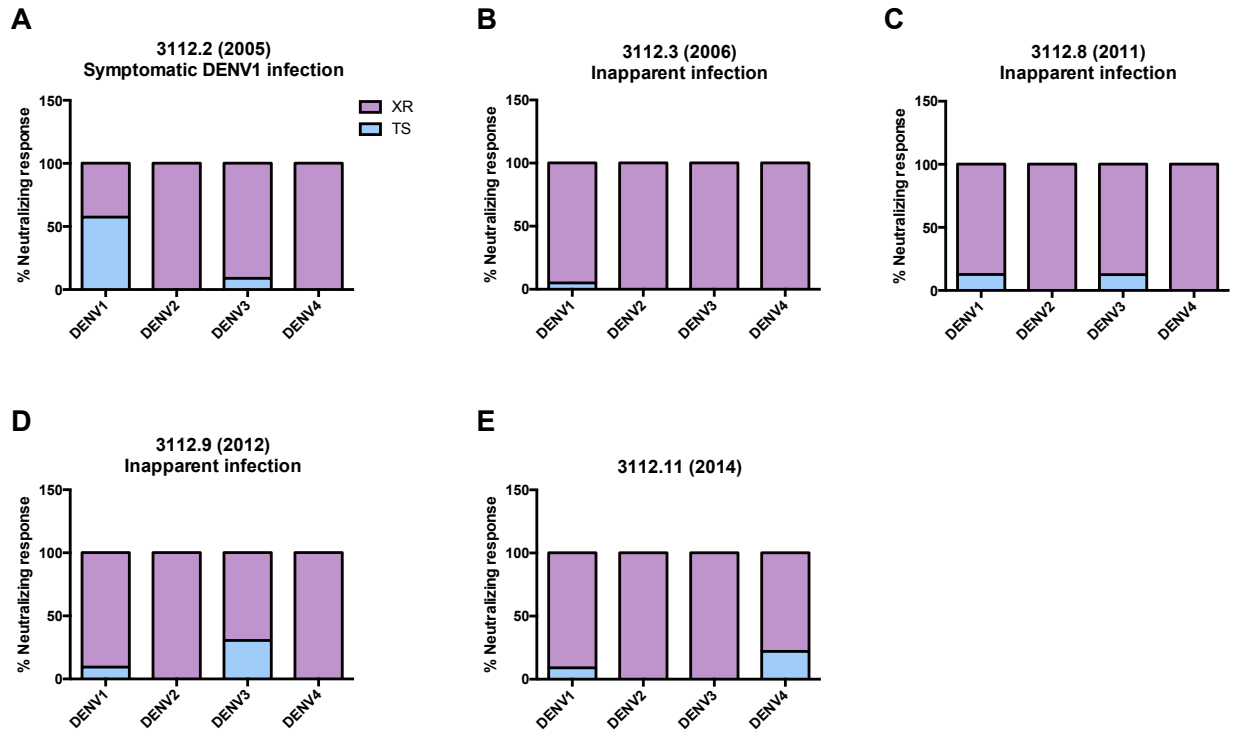 A
3112.2 (2005)
Symptomatic DENV1 infection
% Neutralizing response
150
100
50
0
DENV1
DENV2
DENV3
DENV4
XR
TS
B
3112.3 (2006)
Inapparent infection
% Neutralizing response
150
100
50
0
DENV1
DENV2
DENV3
DENV4
C
3112.8 (2011)
Inapparent infection
% Neutralizing response
150
100
50
0
DENV1
DENV2
DENV3
DENV4
D
3112.9 (2012)
Inapparent infection
% Neutralizing response
150
100
50
0
DENV1
DENV2
DENV3
DENV4
E
3112.11 (2014)
% Neutralizing response
150
100
50
0
DENV1
DENV2
DENV3
DENV4